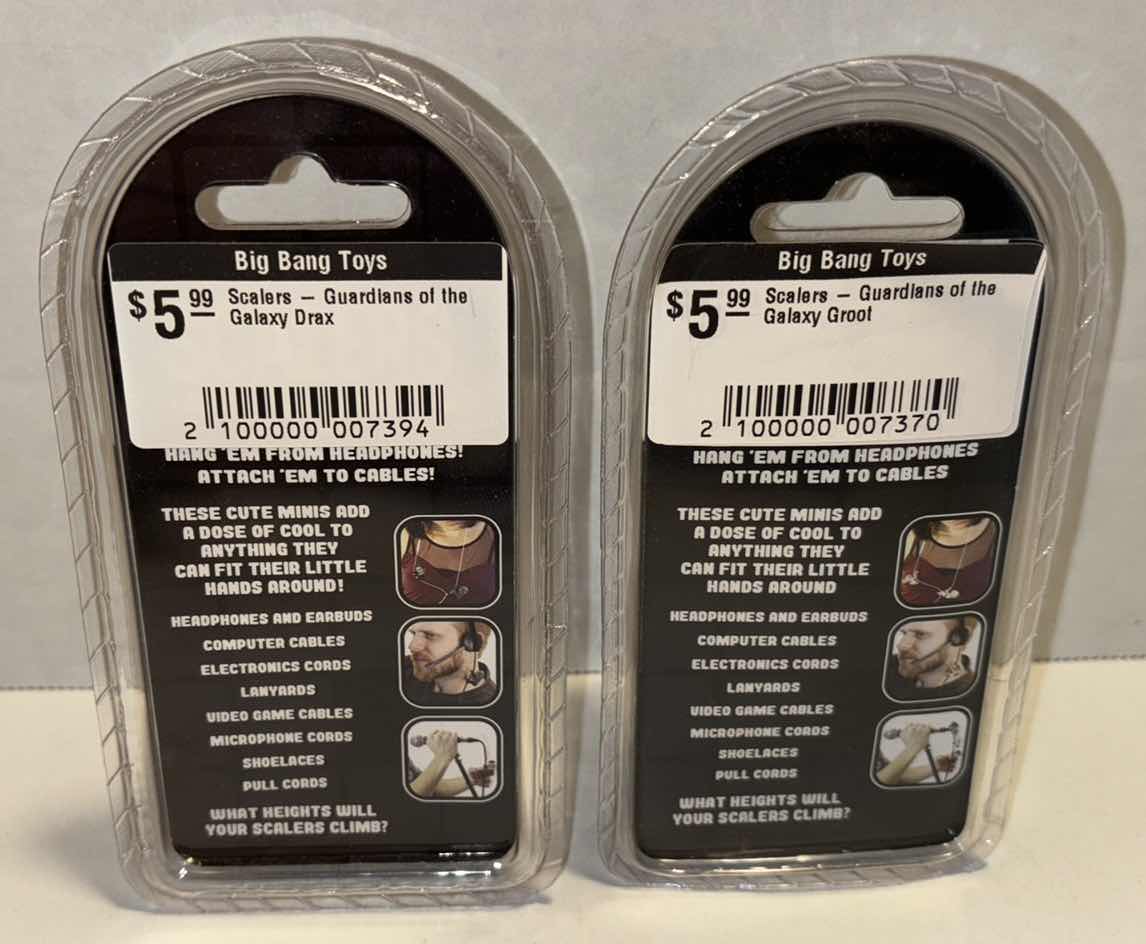 Big Bang Toys
$5.99 Scalers – Guardians of the
Galaxy Drax
2 100000 007394
HANG 'EM FROM HEADPHONES!
ATTACH 'EM TO CABLES!
THESE CUTE MINIS ADD
A DOSE OF COOL TO
ANYTHING THEY
CAN FIT THEIR LITTLE
HANDS AROUND!
HEADPHONES AND EARBUDS
COMPUTER CABLES
ELECTRONICS CORDS
LANYARDS
VIDEO GAME CABLES
MICROPHONE CORDS
SHOELACES
PULL CORDS
WHAT HEIGHTS WILL
YOUR SCALERS CLIMB?
Big Bang Toys
$5.99 Scalers – Guardians of the
Galaxy Groot
2 100000 007370
HANG 'EM FROM HEADPHONES
ATTACH 'EM TO CABLES
THESE CUTE MINIS ADD
A DOSE OF COOL TO
ANYTHING THEY
CAN FIT THEIR LITTLE
HANDS AROUND
HEADPHONES AND EARBUDS
COMPUTER CABLES
ELECTRONICS CORDS
LANYARDS
VIDEO GAME CABLES
MICROPHONE CORDS
SHOELACES
PULL CORDS
WHAT HEIGHTS WILL
YOUR SCALERS CLIMB?